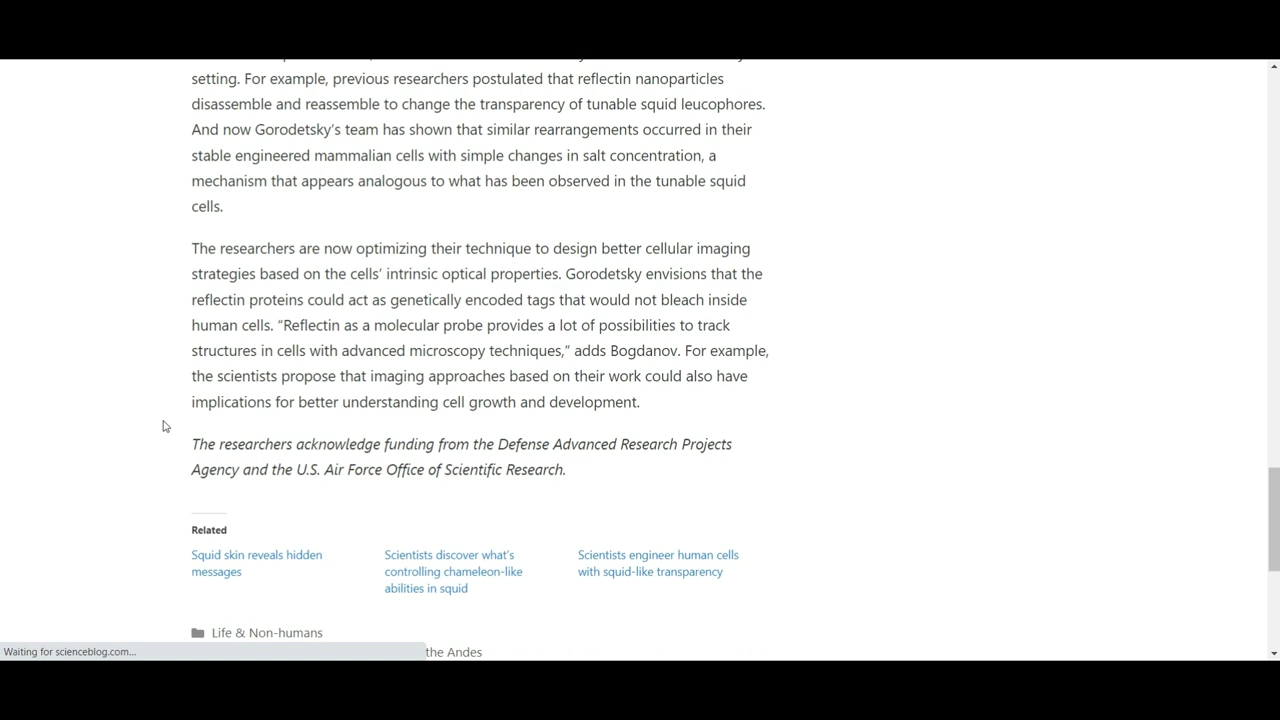 setting. For example, previous researchers postulated that reflectin nanoparticles
disassemble and reassemble to change the transparency of tunable squid leucophores.
And now Gorodetsky’s team has shown that similar rearrangements occurred in their
stable engineered mammalian cells with simple changes in salt concentration, a
mechanism that appears analogous to what has been observed in the tunable squid
cells.
The researchers are now optimizing their technique to design better cellular imaging
strategies based on the cells’ intrinsic optical properties. Gorodetsky envisions that the
reflectin proteins could act as genetically encoded tags that would not bleach inside
human cells. “Reflectin as a molecular probe provides a lot of possibilities to track
structures in cells with advanced microscopy techniques,” adds Bogdanov. For example,
the scientists propose that imaging approaches based on their work could also have
implications for better understanding cell growth and development.
The researchers acknowledge funding from the Defense Advanced Research Projects
Agency and the U.S. Air Force Office of Scientific Research.
Related
Squid skin reveals hidden
messages
Scientists discover what’s
controlling chameleon-like
abilities in squid
Scientists engineer human cells
with squid-like transparency
Life & Non-humans
Waiting for scienceblog.com...
the Andes